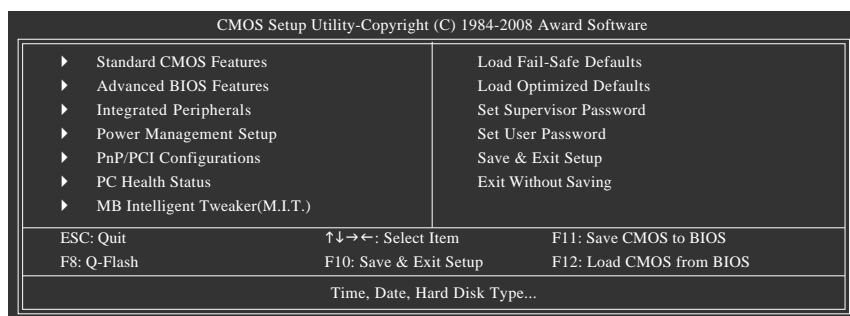 CMOS Setup Utility-Copyright (C) 1984-2008 Award Software
Standard CMOS Features
Advanced BIOS Features
Integrated Peripherals
Power Management Setup
PnP/PCI Configurations
PC Health Status
MB Intelligent Tweaker(M.I.T.)
Load Fail-Safe Defaults
Load Optimized Defaults
Set Supervisor Password
Set User Password
Save & Exit Setup
Exit Without Saving
ESC: Quit ↑↓→←: Select Item F11: Save CMOS to BIOS
F8: Q-Flash F10: Save & Exit Setup F12: Load CMOS from BIOS
Time, Date, Hard Disk Type...